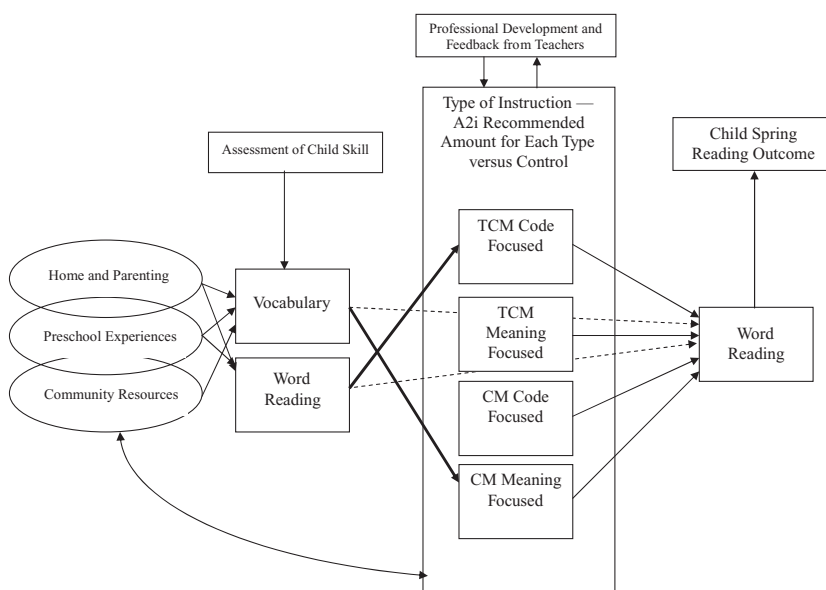 Professional Development and
Feedback from Teachers
Type of Instruction —
A2i Recommended
Amount for Each Type
versus Control
Child Spring
Reading Outcome
Assessment of Child Skill
TCM Code
Focused
Home and Parenting
Vocabulary
TCM
Meaning
Focused
Word
Reading
Preschool Experiences
Word
Reading
Community Resources
CM Code
Focused
CM Meaning
Focused